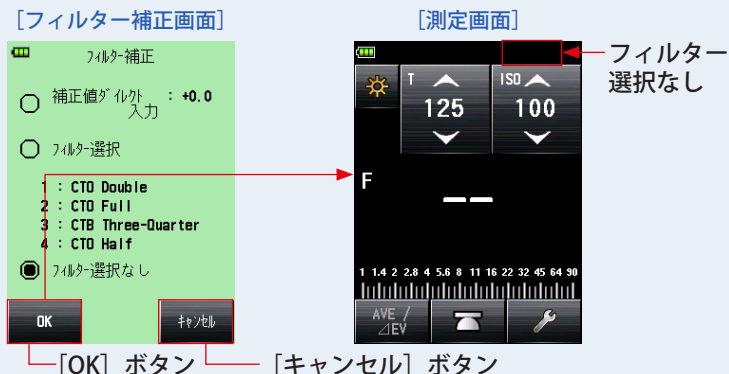 [フィルター補正画面]
フィルター補正
補正値ダイレクト入力 : +0.0
フィルター選択
1 : CTO Double
2 : CTO Full
3 : CTB Three-Quarter
4 : CTO Half
フィルター選択なし
OK
キャンセル
[OK] ボタン
[キャンセル] ボタン
[測定画面]
フィルター
選択なし
T
125
ISO
100
F
--
1 1.4 2 2.8 4 5.6 8 11 16 22 32 45 64 90
AVE /
⊿EV